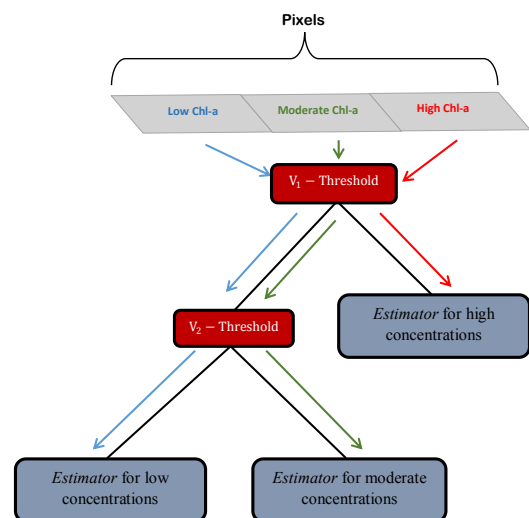 Pixels
Low Chl-a
Moderate Chl-a
High Chl-a
V₁ − Threshold
Estimator for high
concentrations
V₂ − Threshold
Estimator for low
concentrations
Estimator for moderate
concentrations